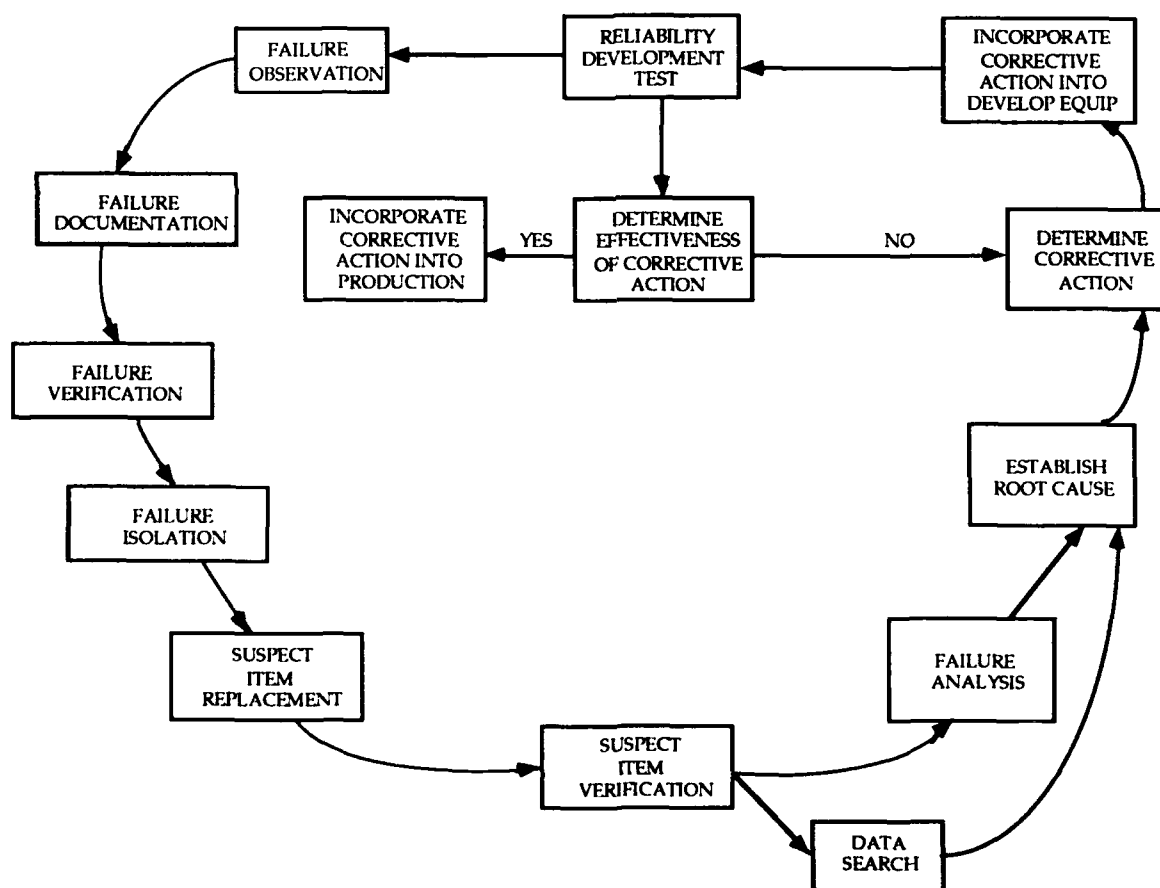 RELIABILITY
DEVELOPMENT
TEST
FAILURE
OBSERVATION
INCORPORATE
CORRECTIVE
ACTION INTO
DEVELOP EQUIP
FAILURE
DOCUMENTATION
INCORPORATE
CORRECTIVE
ACTION INTO
PRODUCTION
YES
DETERMINE
EFFECTIVENESS
OF CORRECTIVE
ACTION
NO
DETERMINE
CORRECTIVE
ACTION
FAILURE
VERIFICATION
ESTABLISH
ROOT CAUSE
FAILURE
ISOLATION
SUSPECT
ITEM
REPLACEMENT
FAILURE
ANALYSIS
SUSPECT
ITEM
VERIFICATION
DATA
SEARCH